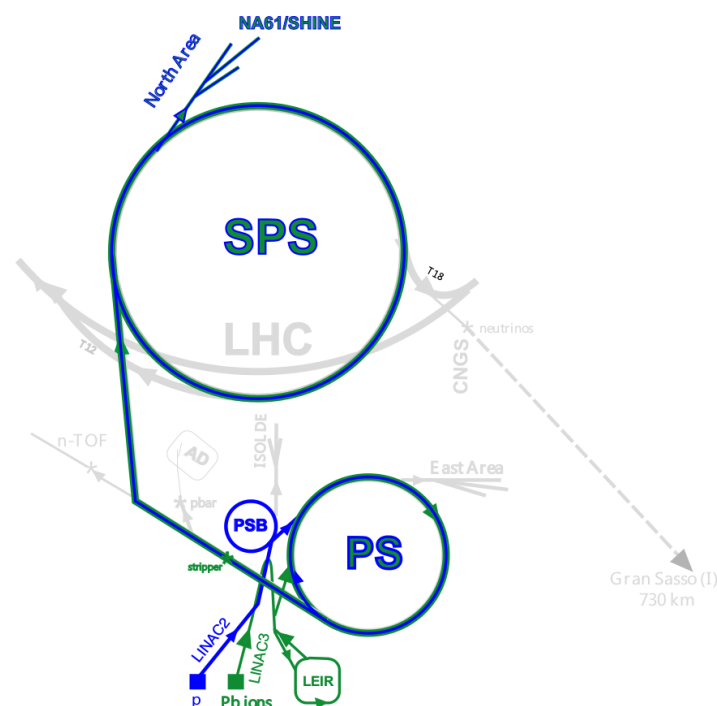 NA61/SHINE
North Area
SPS
T18
LHC
neutrinos
T12
CNGS
n-TOF
AD
ISOLDE
East Area
pbar
PSB
PS
stripper
Gran Sasso (I)
730 km
LINAC2
LINAC3
LEIR
p
Pb ions